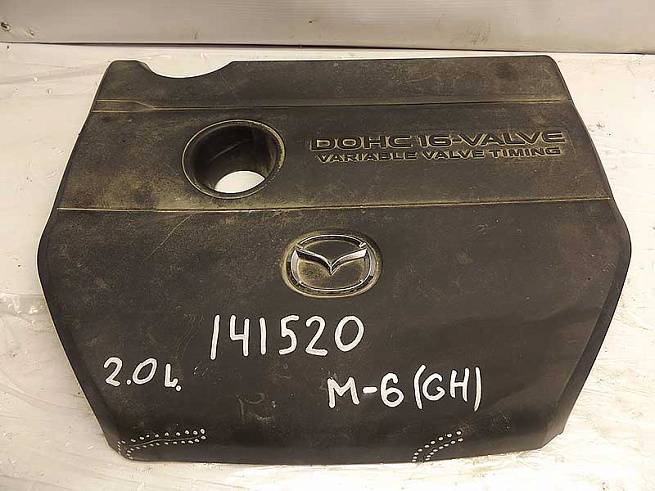 DOHC 16-VALVE
VARIABLE VALVE TIMING
141520
2.0L.
M-6(GH)